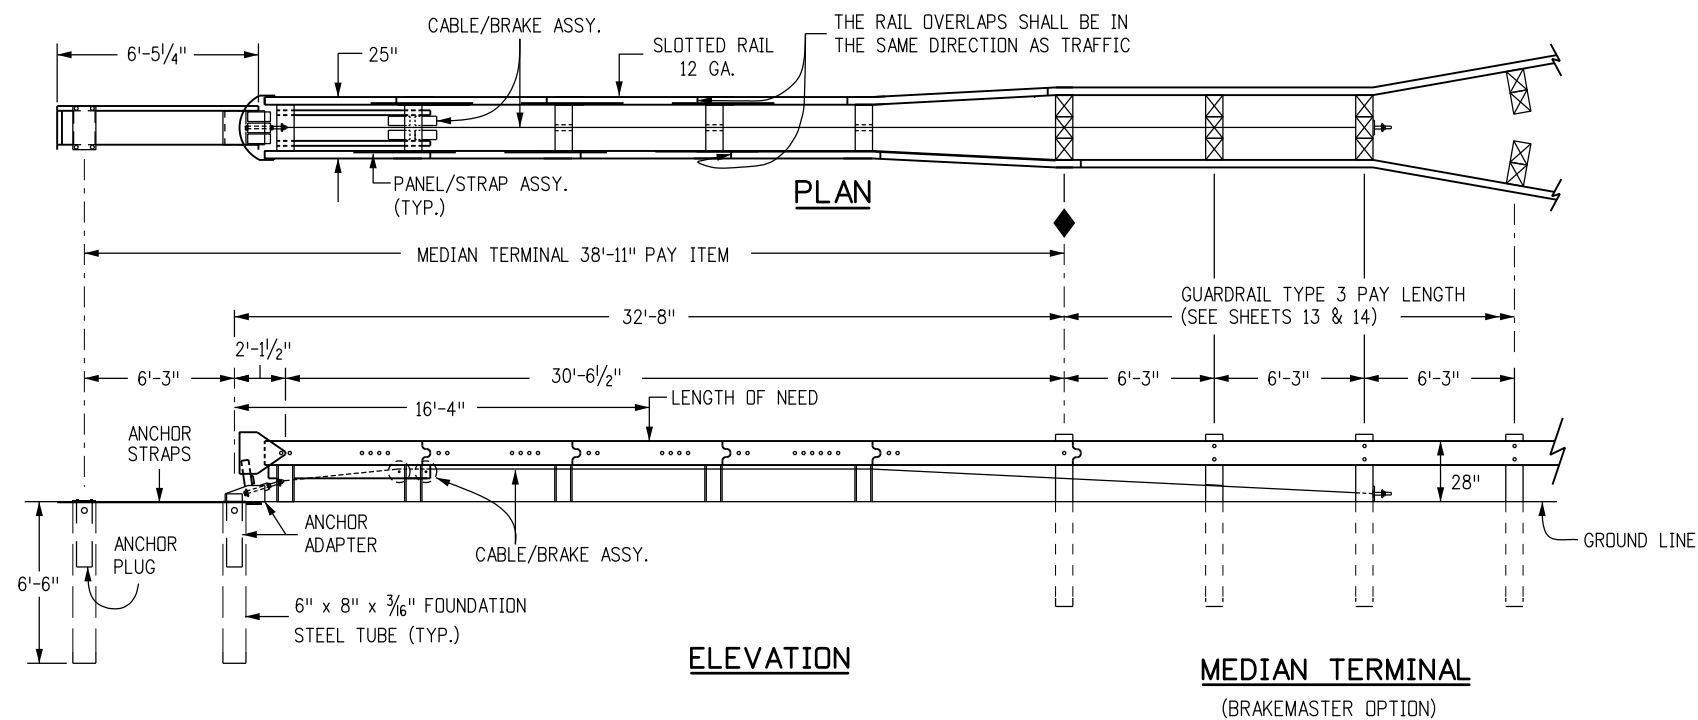 CABLE/BRAKE ASSY.
THE RAIL OVERLAPS SHALL BE IN
THE SAME DIRECTION AS TRAFFIC
6'-5 1/4"
25"
SLOTTED RAIL
12 GA.
PANEL/STRAP ASSY.
(TYP.)
PLAN
MEDIAN TERMINAL 38'-11" PAY ITEM
GUARDRAIL TYPE 3 PAY LENGTH
(SEE SHEETS 13 & 14)
32'-8"
2'-1 1/2"
6'-3"
30'-6 1/2"
6'-3"
6'-3"
6'-3"
16'-4"
LENGTH OF NEED
ANCHOR
STRAPS
28"
ANCHOR
ADAPTER
ANCHOR
PLUG
CABLE/BRAKE ASSY.
GROUND LINE
6'-6"
6" x 8" x 3/16" FOUNDATION
STEEL TUBE (TYP.)
ELEVATION
MEDIAN TERMINAL
(BRAKEMASTER OPTION)